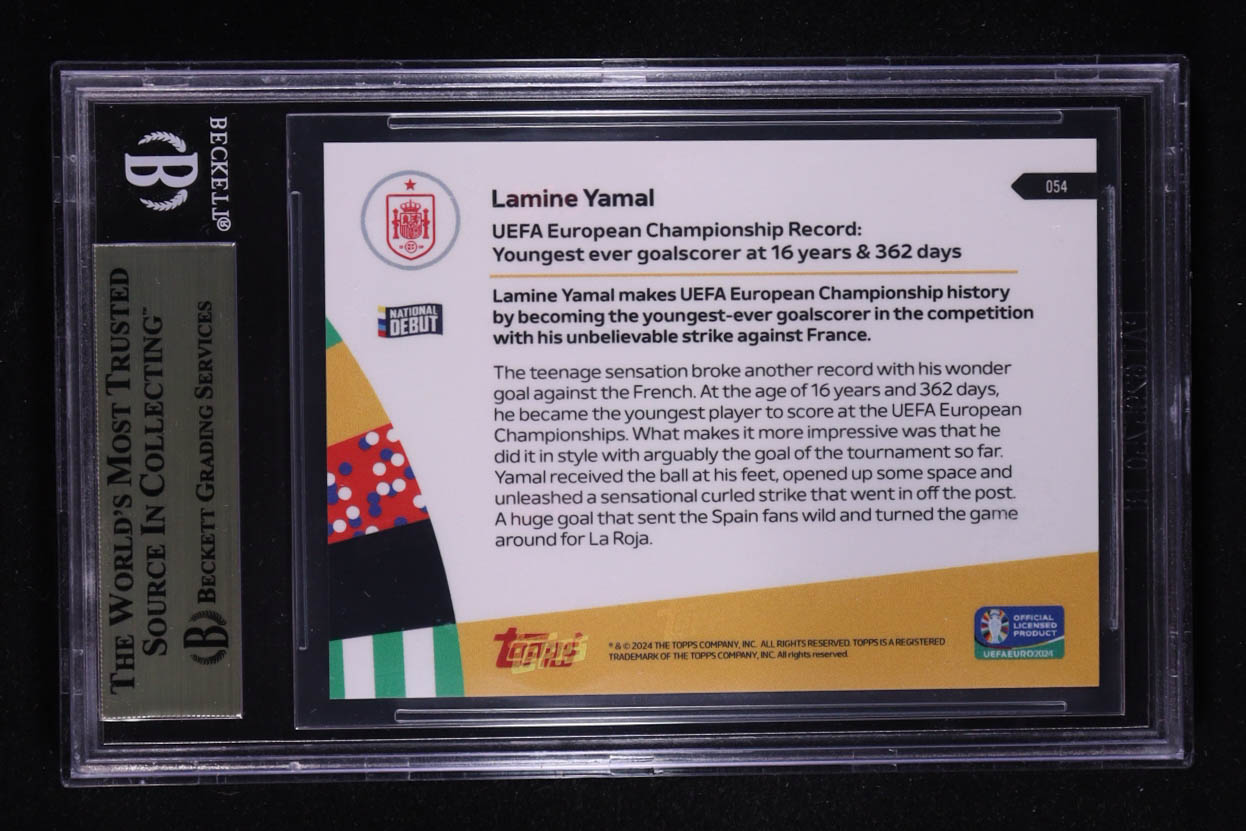 BECKETT®
B
THE WORLD'S MOST TRUSTED
SOURCE IN COLLECTING™
B BECKETT GRADING SERVICES
054
Lamine Yamal
UEFA European Championship Record:
Youngest ever goalscorer at 16 years & 362 days
NATIONAL
DEBUT
Lamine Yamal makes UEFA European Championship history
by becoming the youngest-ever goalscorer in the competition
with his unbelievable strike against France.
The teenage sensation broke another record with his wonder
goal against the French. At the age of 16 years and 362 days,
he became the youngest player to score at the UEFA European
Championships. What makes it more impressive was that he
did it in style with arguably the goal of the tournament so far.
Yamal received the ball at his feet, opened up some space and
unleashed a sensational curled strike that went in off the post.
A huge goal that sent the Spain fans wild and turned the game
around for La Roja.
topps
® & © 2024 THE TOPPS COMPANY, INC. ALL RIGHTS RESERVED. TOPPS IS A REGISTERED
TRADEMARK OF THE TOPPS COMPANY, INC. All rights reserved.
OFFICIAL
LICENSED
PRODUCT
UEFA EURO2024